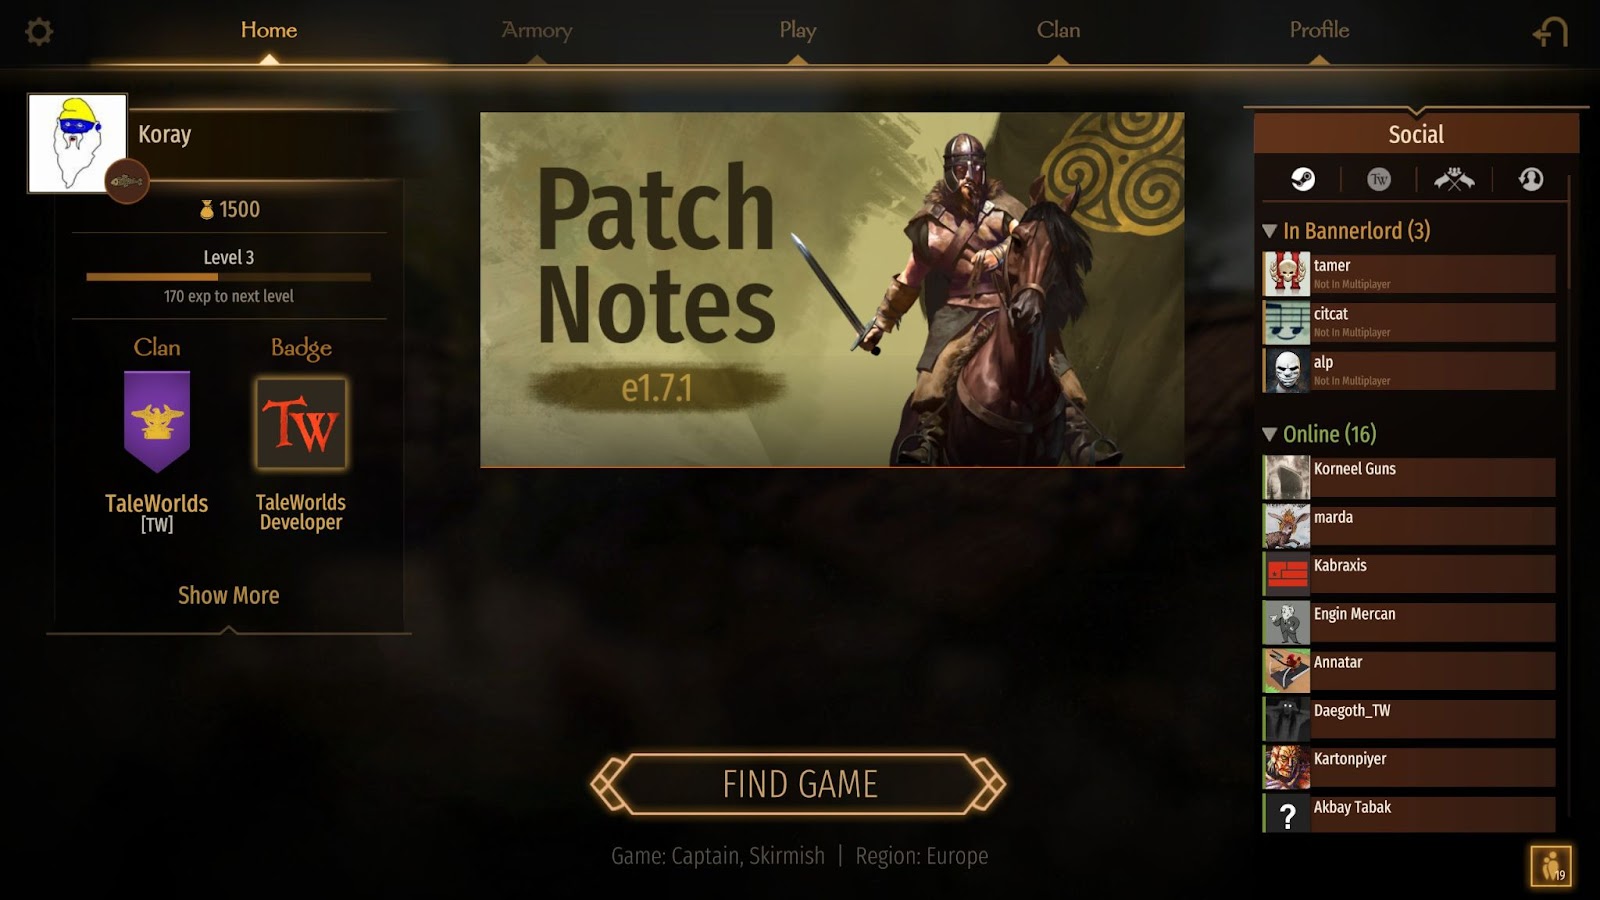 Home
Armory
Play
Clan
Profile
Koray
1500
Level 3
170 exp to next level
Clan
Badge
TW
TaleWorlds
[TW]
TaleWorlds
Developer
Show More
Patch
Notes
e1.7.1
FIND GAME
Game: Captain, Skirmish | Region: Europe
Social
TW
In Bannerlord (3)
tamer
Not In Multiplayer
citcat
Not In Multiplayer
alp
Not In Multiplayer
Online (16)
Korneel Guns
marda
Kabraxis
Engin Mercan
Annatar
Daegoth_TW
Kartonpiyer
?
Akbay Tabak
19